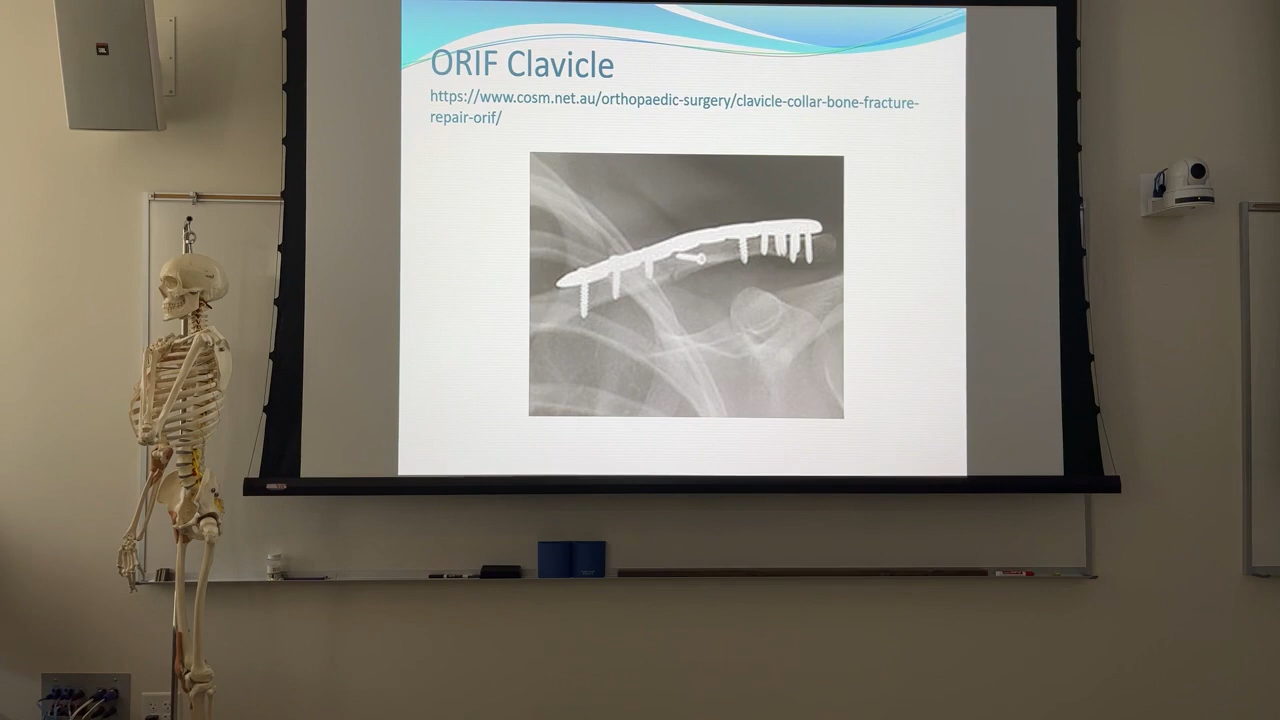 ORIF Clavicle
https://www.cosm.net.au/orthopaedic-surgery/clavicle-collar-bone-fracture-
repair-orif/